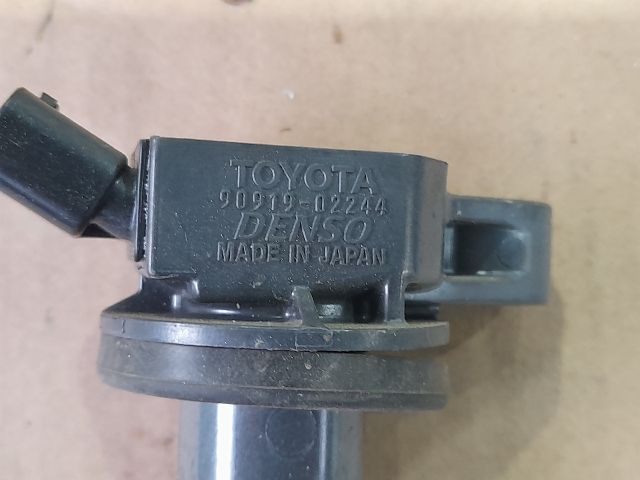 TOYOTA
90919-02244
DENSO
MADE IN JAPAN